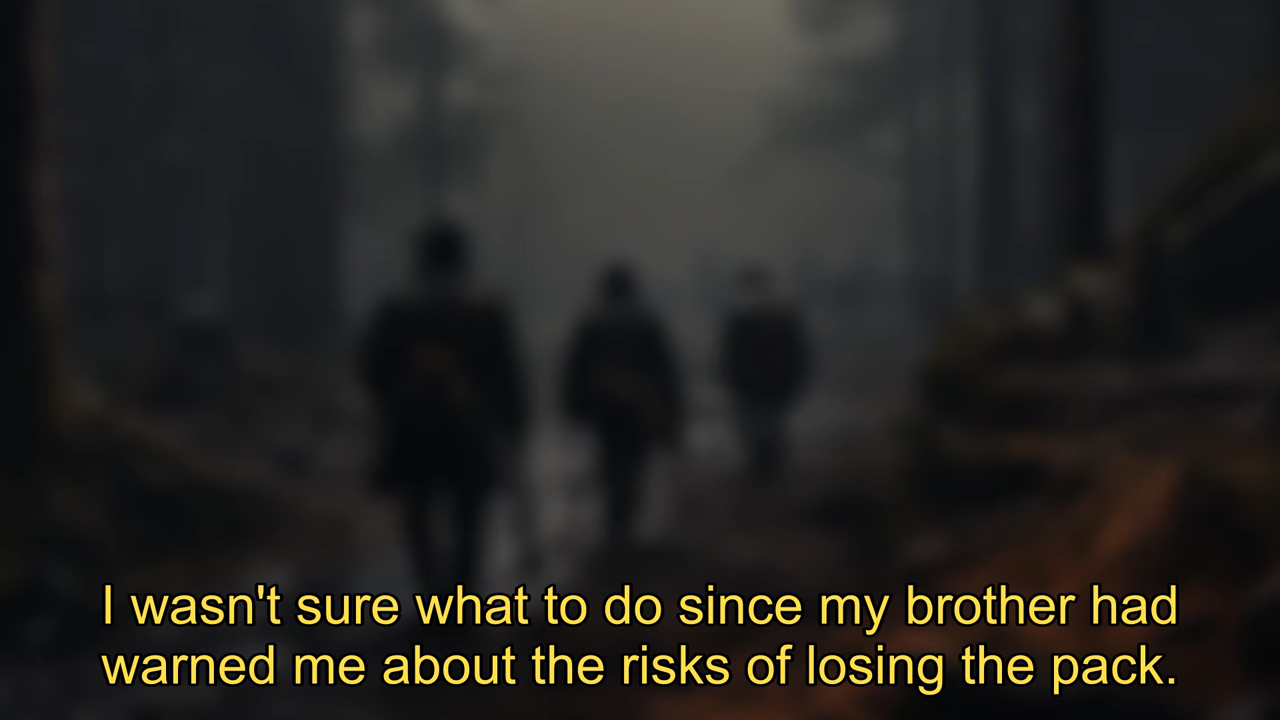 I wasn't sure what to do since my brother had
warned me about the risks of losing the pack.